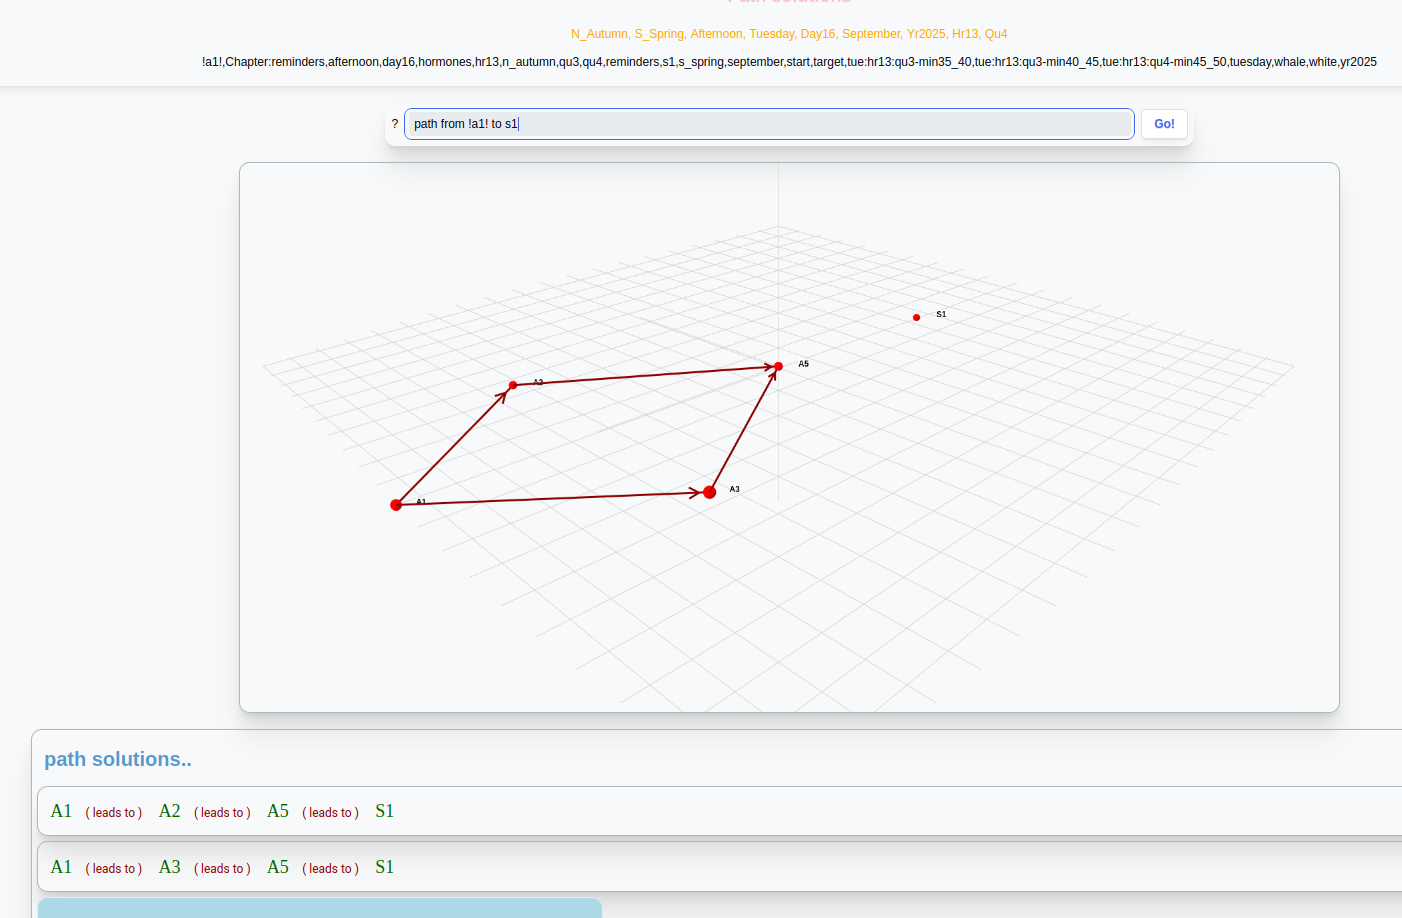 Path solutions
N_Autumn, S_Spring, Afternoon, Tuesday, Day16, September, Yr2025, Hr13, Qu4
!a1!,Chapter:reminders,afternoon,day16,hormones,hr13,n_autumn,qu3,qu4,reminders,s1,s_spring,september,start,target,tue:hr13:qu3-min35_40,tue:hr13:qu3-min40_45,tue:hr13:qu4-min45_50,tuesday,whale,white,yr2025
? path from !a1! to s1 Go!
S1
A5
A2
A3
A1
path solutions..
A1 ( leads to ) A2 ( leads to ) A5 ( leads to ) S1
A1 ( leads to ) A3 ( leads to ) A5 ( leads to ) S1